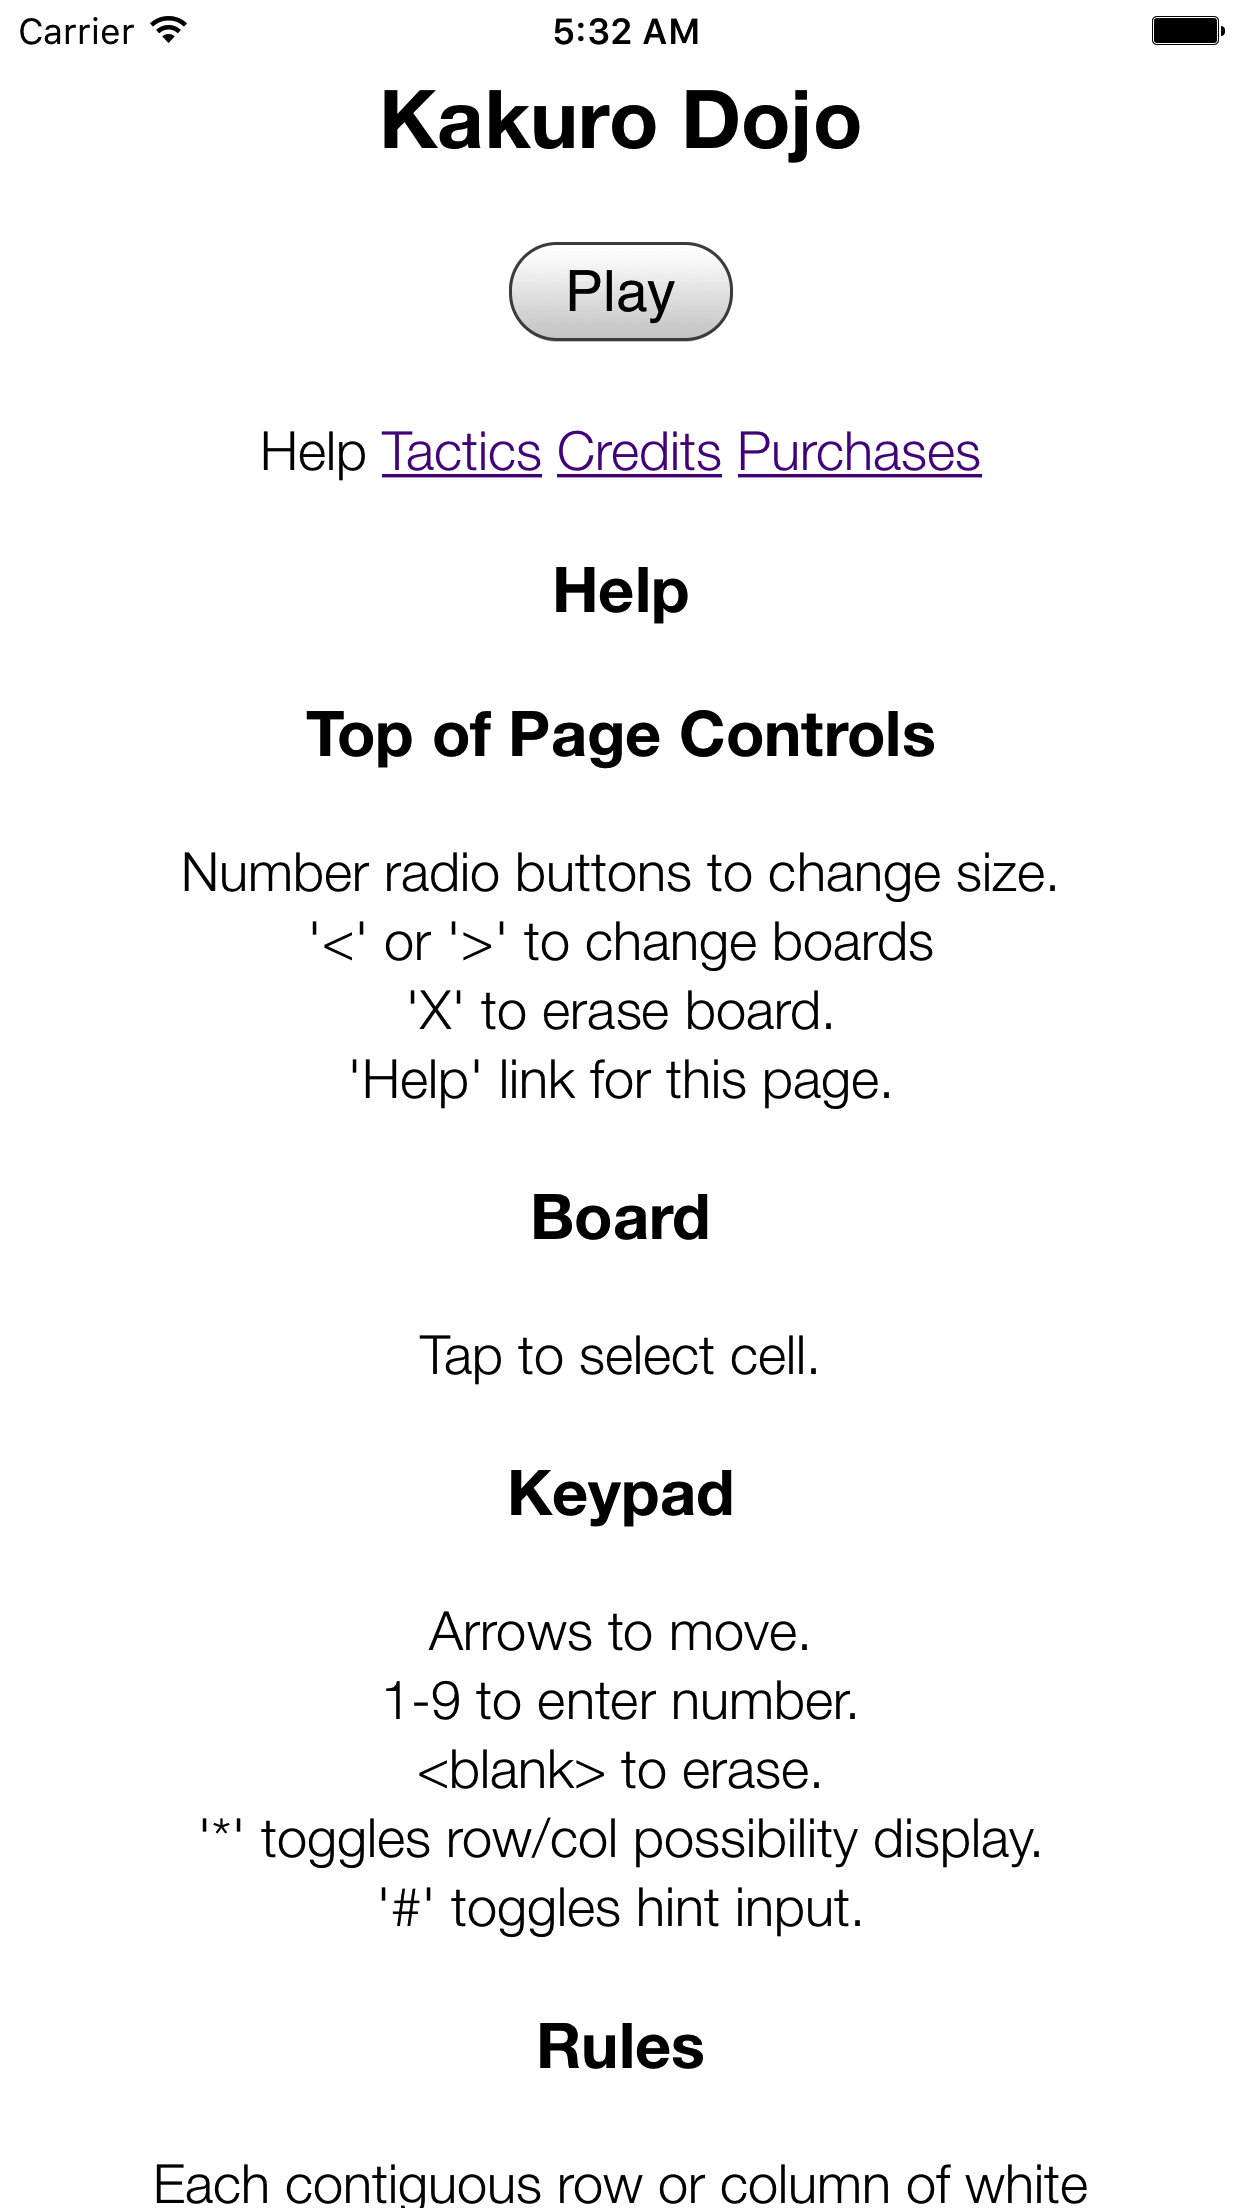 Carrier 5:32 AM
Kakuro Dojo
Play
Help Tactics Credits Purchases
Help
Top of Page Controls
Number radio buttons to change size.
'<' or '>' to change boards
'X' to erase board.
'Help' link for this page.
Board
Tap to select cell.
Keypad
Arrows to move.
1-9 to enter number.
<blank> to erase.
'*' toggles row/col possibility display.
'#' toggles hint input.
Rules
Each contiguous row or column of white